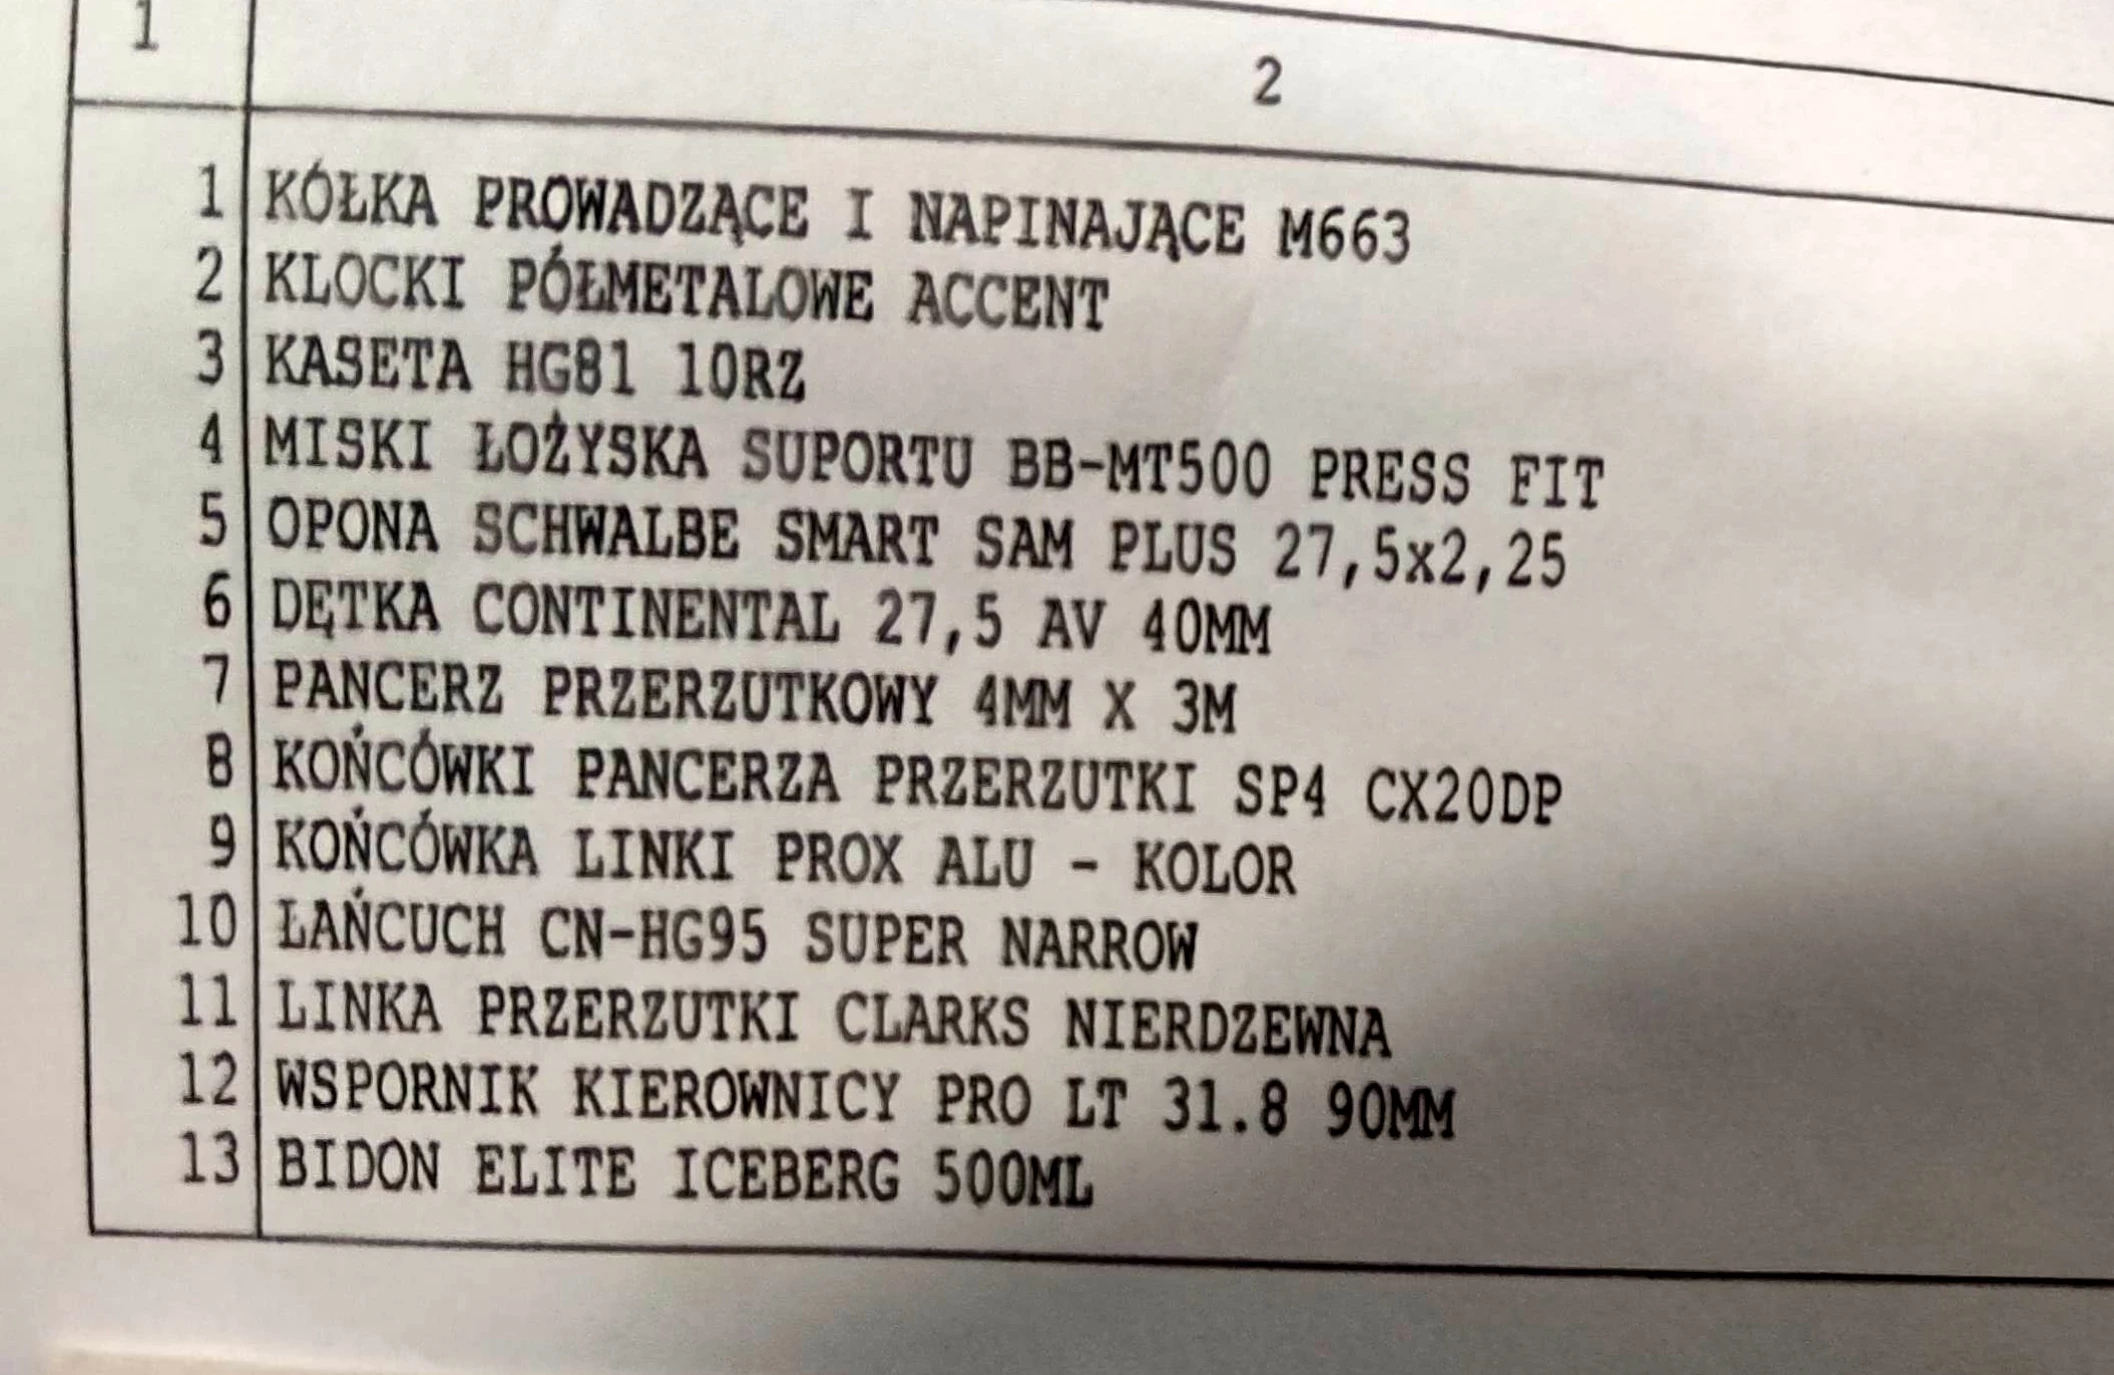 1 2
1 KÓŁKA PROWADZĄCE I NAPINAJĄCE M663
2 KLOCKI PÓŁMETALOWE ACCENT
3 KASETA HG81 10RZ
4 MISKI ŁOŻYSKA SUPORTU BB-MT500 PRESS FIT
5 OPONA SCHWALBE SMART SAM PLUS 27,5x2,25
6 DĘTKA CONTINENTAL 27,5 AV 40MM
7 PANCERZ PRZERZUTKOWY 4MM X 3M
8 KOŃCÓWKI PANCERZA PRZERZUTKI SP4 CX20DP
9 KOŃCÓWKA LINKI PROX ALU - KOLOR
10 ŁAŃCUCH CN-HG95 SUPER NARROW
11 LINKA PRZERZUTKI CLARKS NIERDZEWNA
12 WSPORNIK KIEROWNICY PRO LT 31.8 90MM
13 BIDON ELITE ICEBERG 500ML